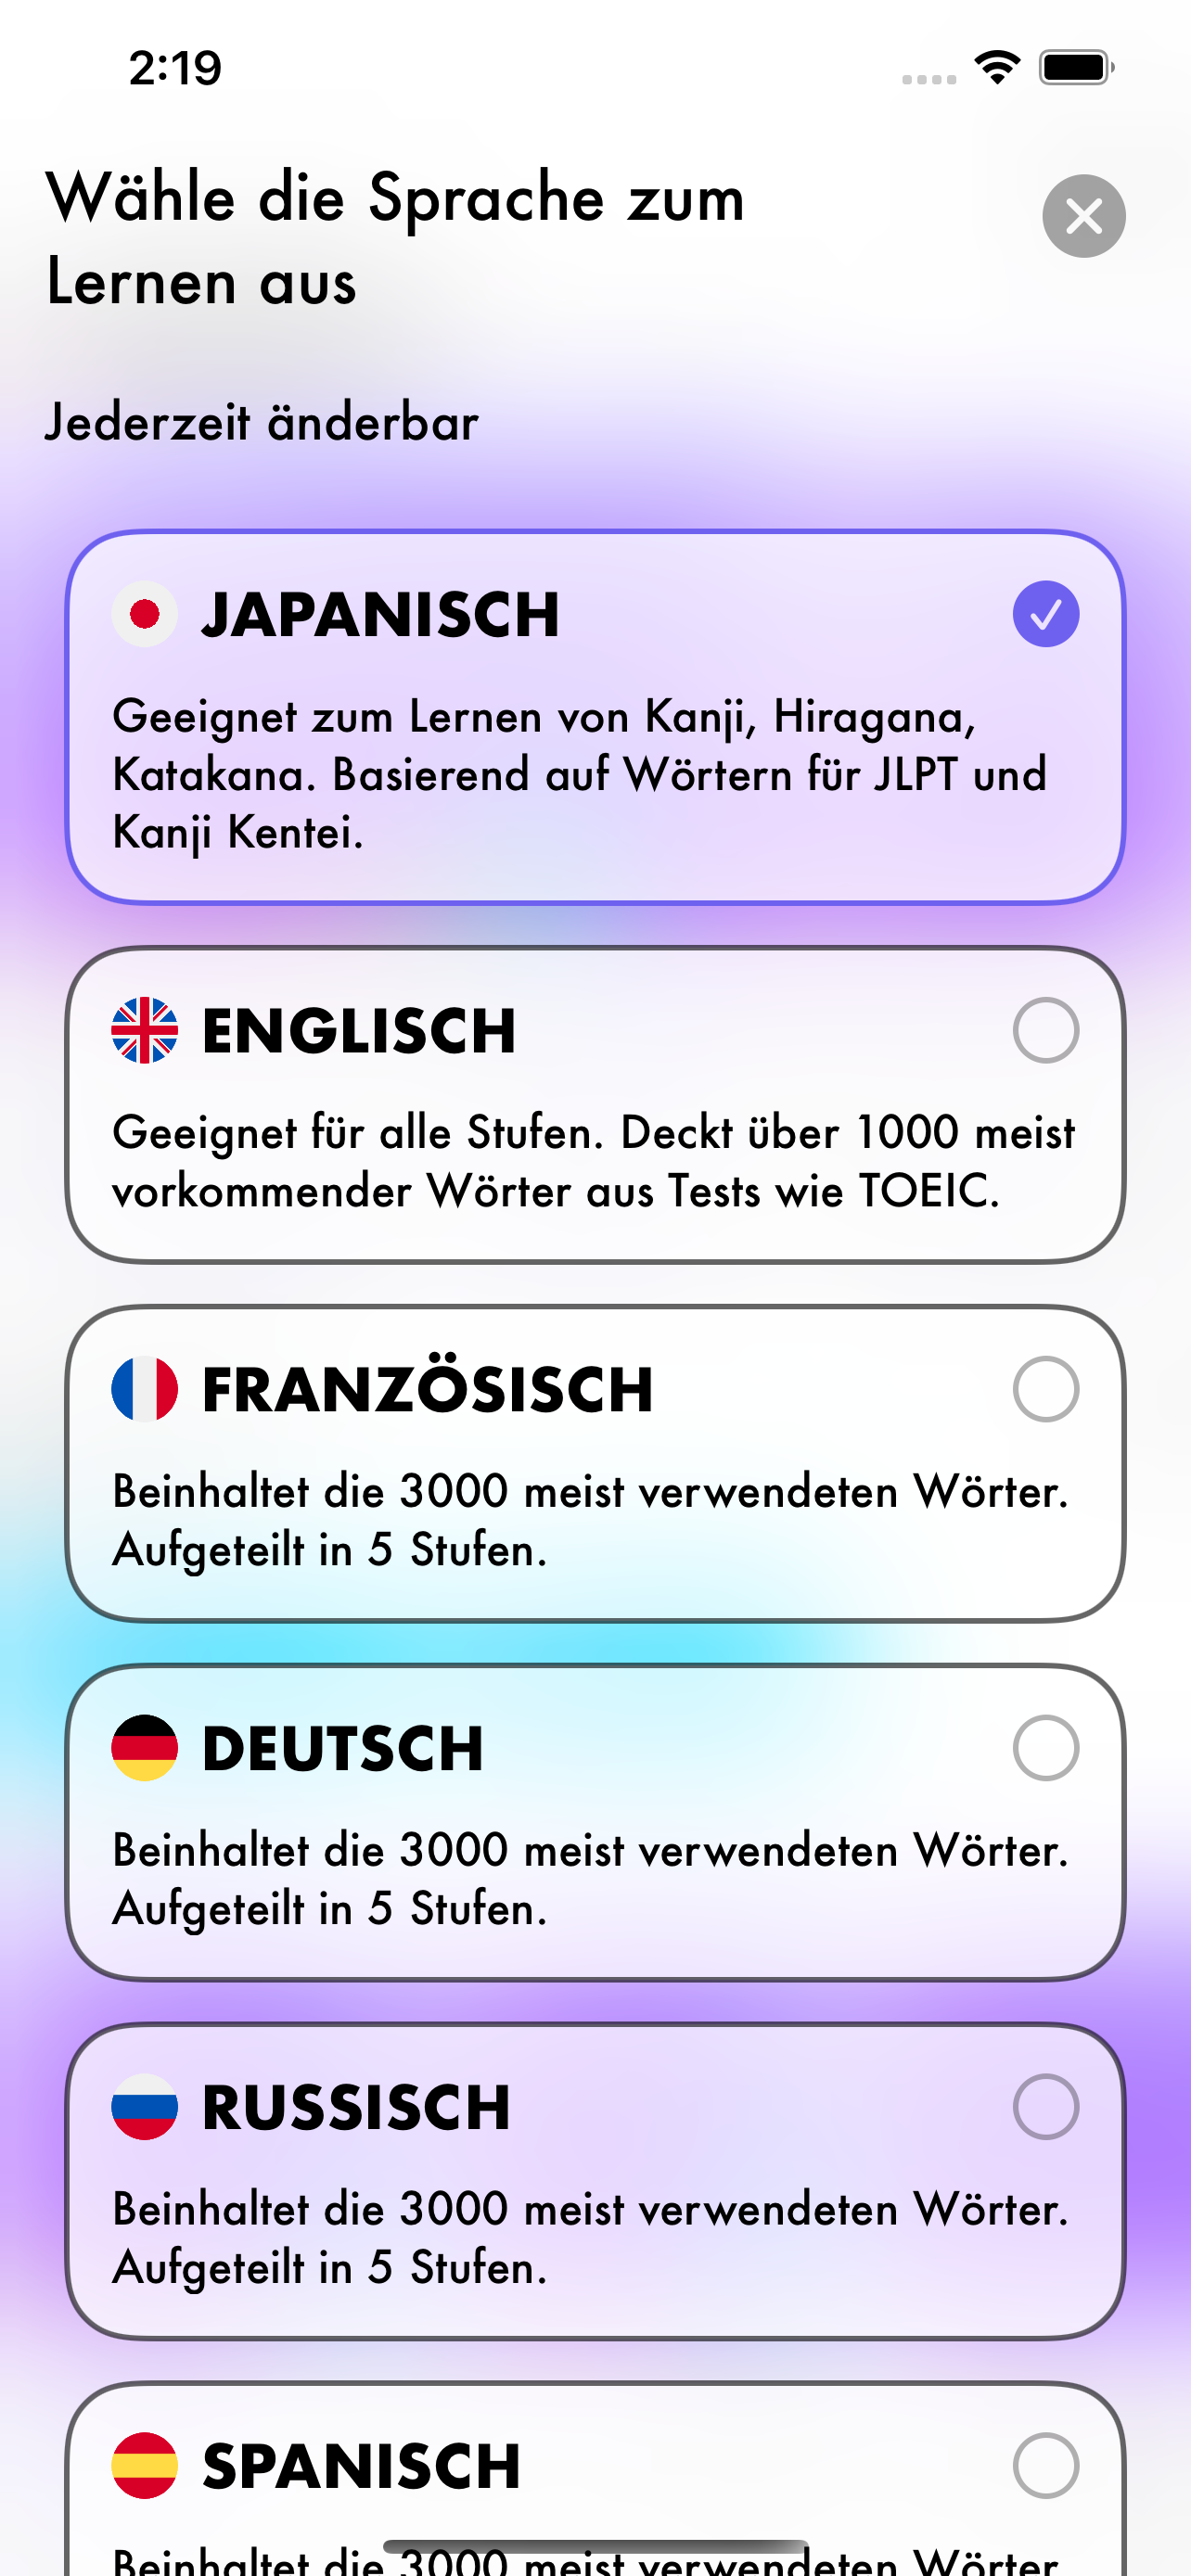 2:19
Wähle die Sprache zum
Lernen aus
Jederzeit änderbar
JAPANISCH
Geeignet zum Lernen von Kanji, Hiragana,
Katakana. Basierend auf Wörtern für JLPT und
Kanji Kentei.
ENGLISCH
Geeignet für alle Stufen. Deckt über 1000 meist
vorkommender Wörter aus Tests wie TOEIC.
FRANZÖSISCH
Beinhaltet die 3000 meist verwendeten Wörter.
Aufgeteilt in 5 Stufen.
DEUTSCH
Beinhaltet die 3000 meist verwendeten Wörter.
Aufgeteilt in 5 Stufen.
RUSSISCH
Beinhaltet die 3000 meist verwendeten Wörter.
Aufgeteilt in 5 Stufen.
SPANISCH
Beinhaltet die 3000 meist verwendeten Wörter.